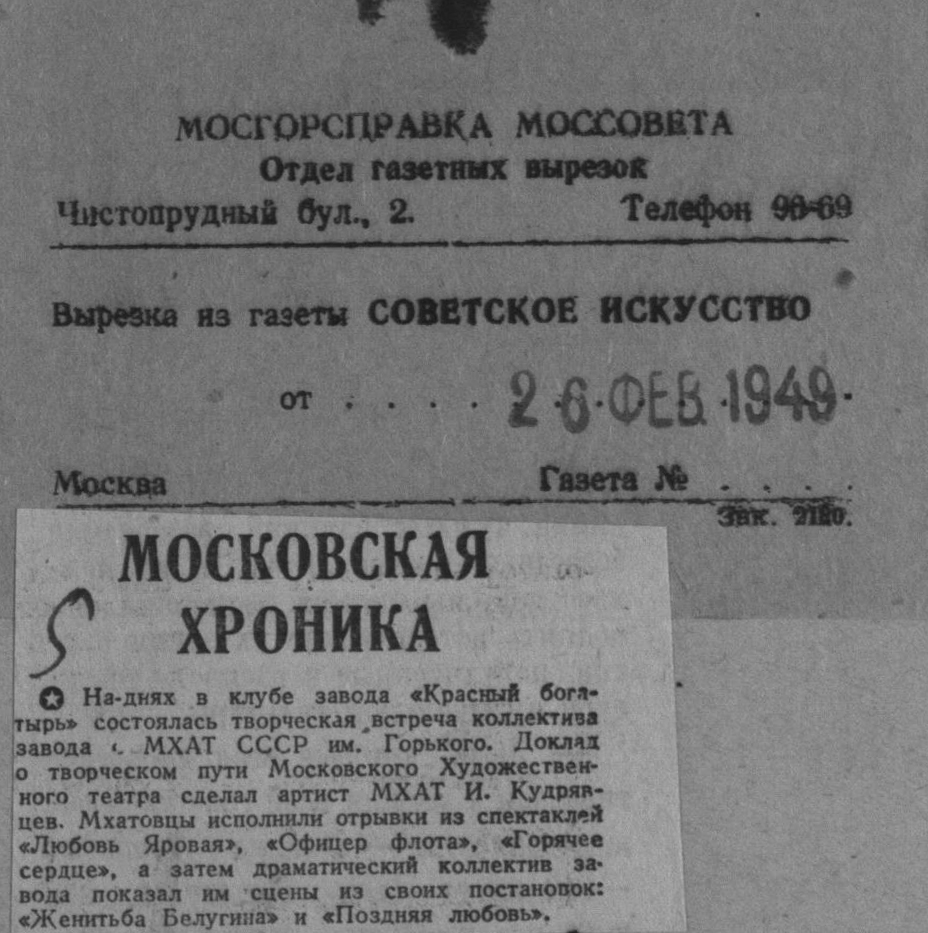 МОСГОРСПРАВКА МОССОВЕТА
Отдел газетных вырезок
Чистопрудный бул., 2. Телефон 96-69
Вырезка из газеты СОВЕТСКОЕ ИСКУССТВО
от . . . . 26 ФЕВ 1949
Москва Газета № . . . .
Зак. 2120.
МОСКОВСКАЯ
ХРОНИКА
5
На-днях в клубе завода «Красный бога-
тырь» состоялась творческая встреча коллектива
завода с МХАТ СССР им. Горького. Доклад
о творческом пути Московского Художествен-
ного театра сделал артист МХАТ И. Кудряв-
цев. Мхатовцы исполнили отрывки из спектаклей
«Любовь Яровая», «Офицер флота», «Горячее
сердце», а затем драматический коллектив за-
вода показал им сцены из своих постановок:
«Женитьба Белугина» и «Поздняя любовь».